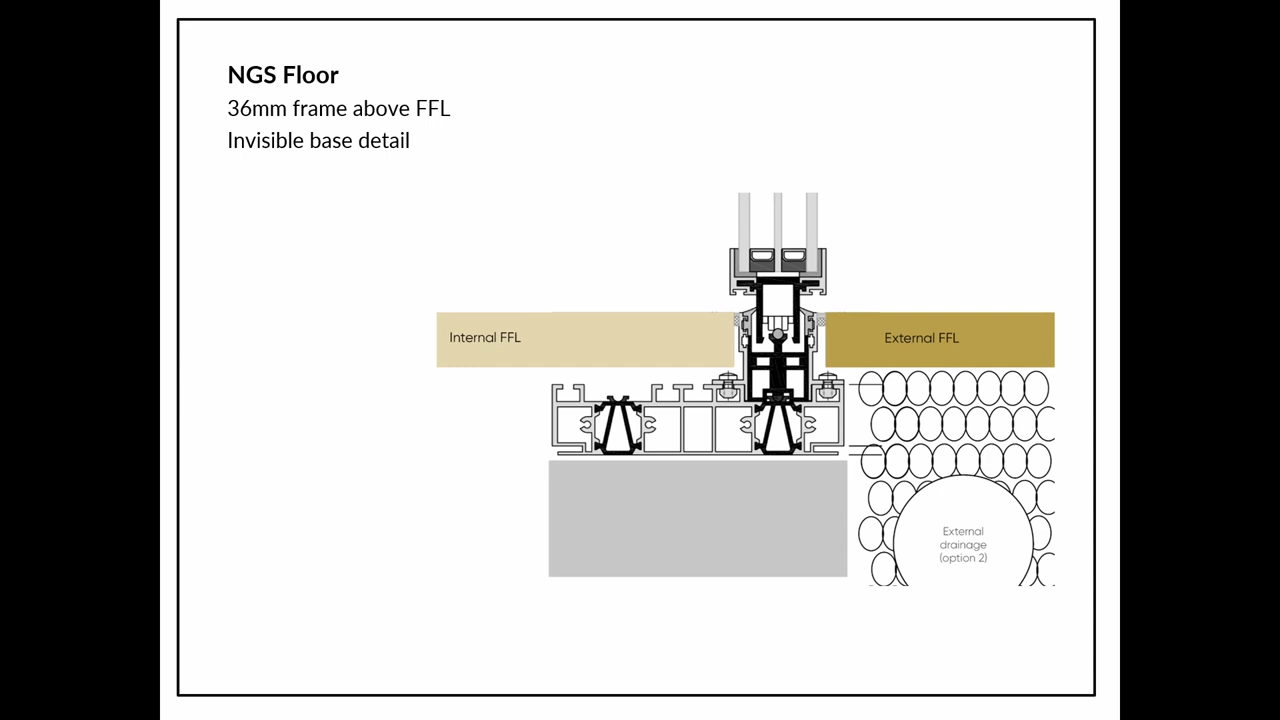 NGS Floor
36mm frame above FFL
Invisible base detail
Internal FFL
External FFL
External
drainage
(option 2)